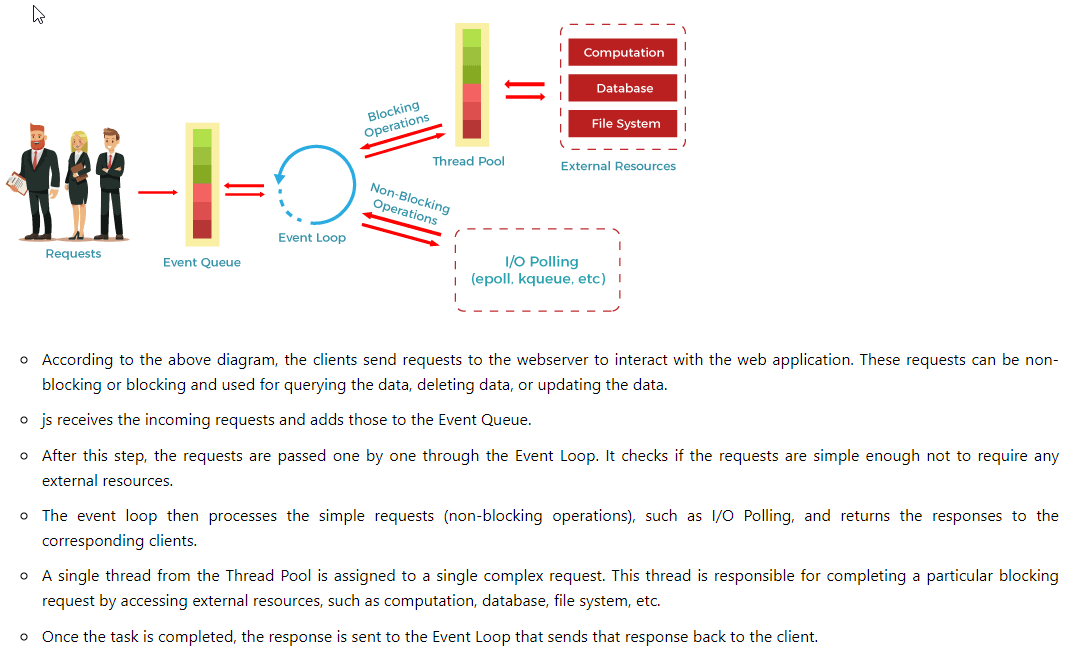 Computation
Database
File System
External Resources
Blocking
Operations
Thread Pool
Non-Blocking
Operations
Event Loop
Requests
Event Queue
I/O Polling
(epoll, kqueue, etc)
According to the above diagram, the clients send requests to the webserver to interact with the web application. These requests can be non-
blocking or blocking and used for querying the data, deleting data, or updating the data.
js receives the incoming requests and adds those to the Event Queue.
After this step, the requests are passed one by one through the Event Loop. It checks if the requests are simple enough not to require any
external resources.
The event loop then processes the simple requests (non-blocking operations), such as I/O Polling, and returns the responses to the
corresponding clients.
A single thread from the Thread Pool is assigned to a single complex request. This thread is responsible for completing a particular blocking
request by accessing external resources, such as computation, database, file system, etc.
Once the task is completed, the response is sent to the Event Loop that sends that response back to the client.